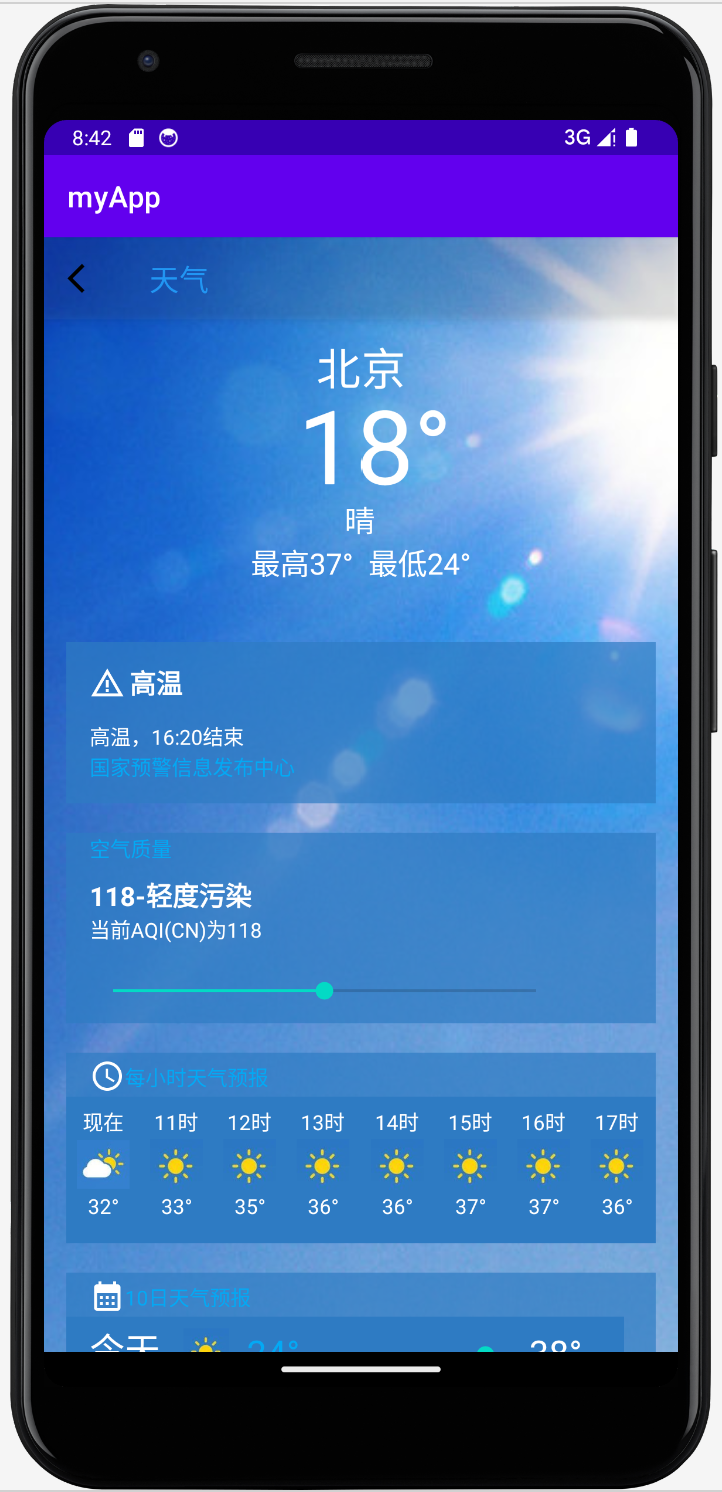 8:42 3G
myApp
天气
北京
18°
晴
最高37° 最低24°
高温
高温，16:20结束
国家预警信息发布中心
空气质量
118-轻度污染
当前AQI(CN)为118
每小时天气预报
现在 11时 12时 13时 14时 15时 16时 17时
32° 33° 35° 36° 36° 37° 37° 36°
10日天气预报
今天 24° 38°